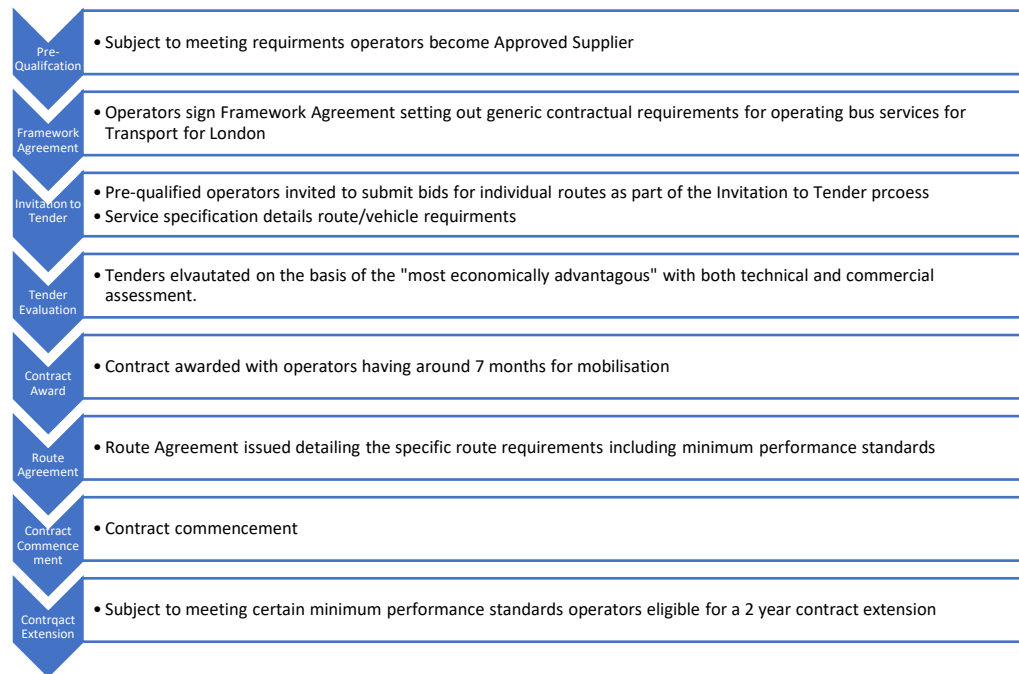 Pre-
Qualifcation
• Subject to meeting requirments operators become Approved Supplier
Framework
Agreement
• Operators sign Framework Agreement setting out generic contractual requirements for operating bus services for
Transport for London
Invitation to
Tender
• Pre-qualified operators invited to submit bids for individual routes as part of the Invitation to Tender prcoess
• Service specification details route/vehicle requirments
Tender
Evaluation
• Tenders elvautated on the basis of the "most economically advantagous" with both technical and commercial
assessment.
Contract
Award
• Contract awarded with operators having around 7 months for mobilisation
Route
Agreement
• Route Agreement issued detailing the specific route requirements including minimum performance standards
Contract
Commence
ment
• Contract commencement
Contrqact
Extension
• Subject to meeting certain minimum performance standards operators eligible for a 2 year contract extension